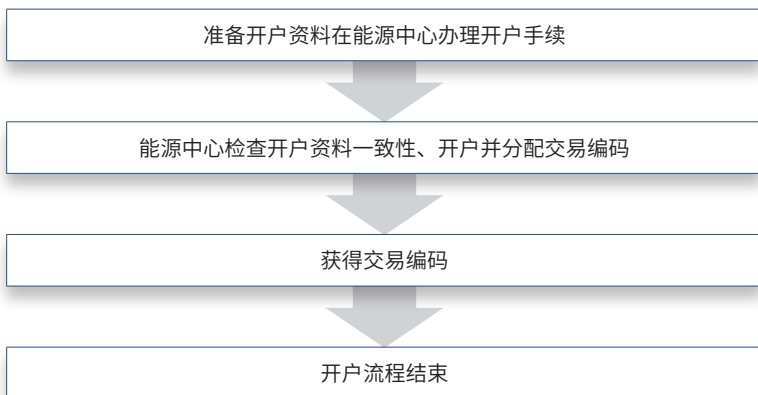 准备开户资料在能源中心办理开户手续
能源中心检查开户资料一致性、开户并分配交易编码
获得交易编码
开户流程结束